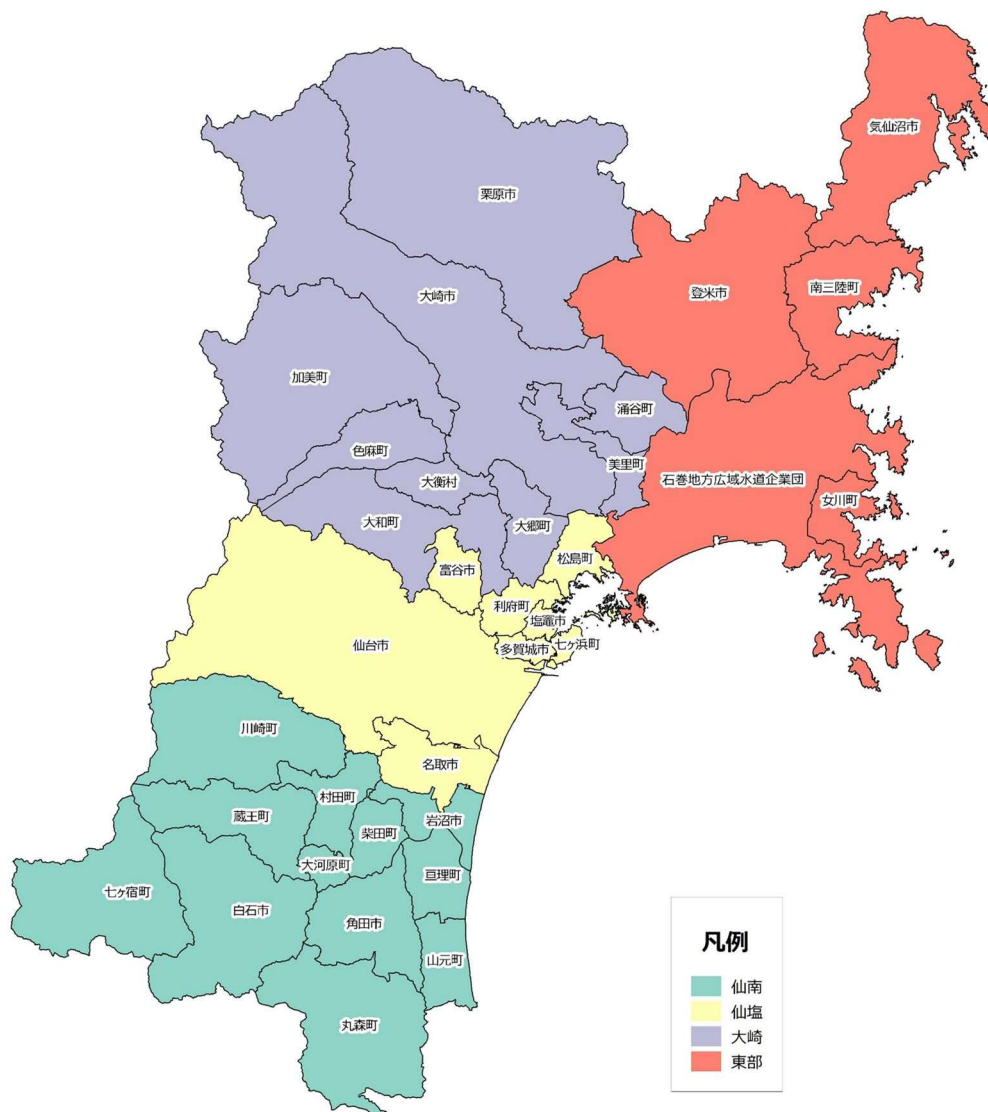 気仙沼市
栗原市
登米市
南三陸町
大崎市
加美町
涌谷町
色麻町
美里町
大衡村
石巻地方広域水道企業団
女川町
大和町
大郷町
松島町
富谷市
利府町
塩竈市
仙台市
多賀城市
七ヶ浜町
川崎町
名取市
村田町
蔵王町
岩沼市
柴田町
大河原町
亘理町
七ヶ宿町
白石市
角田市
山元町
丸森町
凡例
仙南
仙塩
大崎
東部